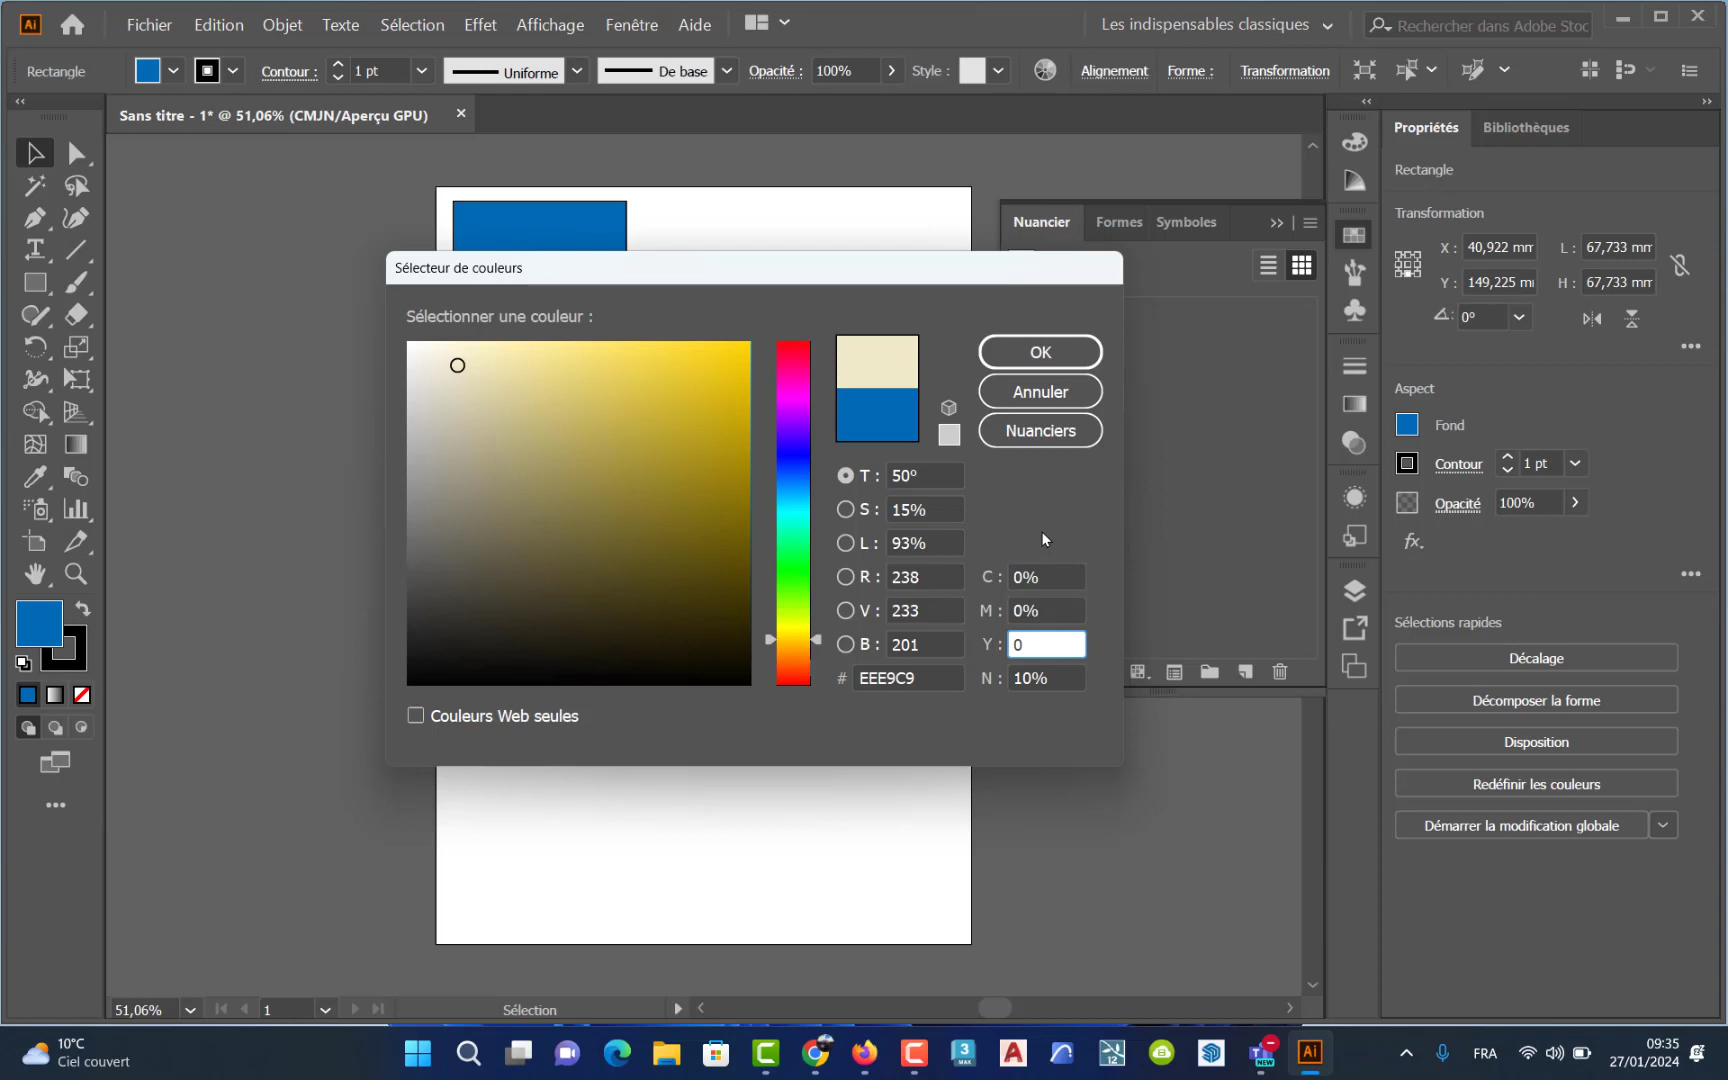 Ai Fichier Edition Objet Texte Sélection Effet Affichage Fenêtre Aide Les indispensables classiques Rechercher dans Adobe Stoc
Rectangle Contour : 1 pt Uniforme De base Opacité : 100% Style : Alignement Forme : Transformation
Sans titre - 1* @ 51,06% (CMJN/Aperçu GPU)
Propriétés Bibliothèques
Rectangle
Transformation
X : 40,922 mm L : 67,733 mm
Y : 149,225 m H : 67,733 mm
0°
Aspect
Fond
Contour 1 pt
Opacité 100%
fx.
Sélections rapides
Décalage
Décomposer la forme
Disposition
Redéfinir les couleurs
Démarrer la modification globale
Nuancier Formes Symboles
Sélecteur de couleurs
Sélectionner une couleur :
OK
Annuler
Nuanciers
T : 50°
S : 15%
L : 93%
R : 238 C : 0%
V : 233 M : 0%
B : 201 Y : 0
# EEE9C9 N : 10%
Couleurs Web seules
51,06% 1 Sélection
10°C
Ciel couvert
3
MAX
A
12
NEW
Ai
FRA
09:35
27/01/2024